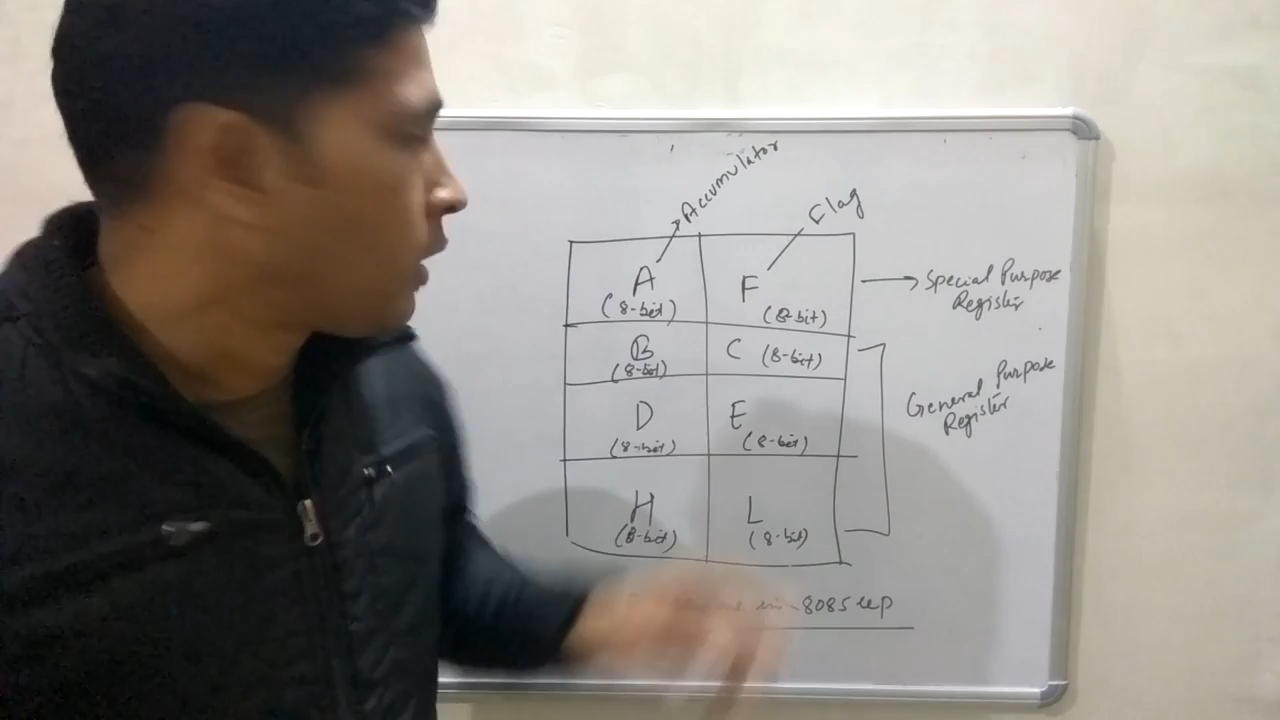 Accumulator
Flag
A
(8-bit)
F
(8-bit)
Special Purpose
Register
B
(8-bit)
C (8-bit)
General Purpose
Register
D
(8-bit)
E
(8-bit)
H
(8-bit)
L
(8-bit)
in 8085 up